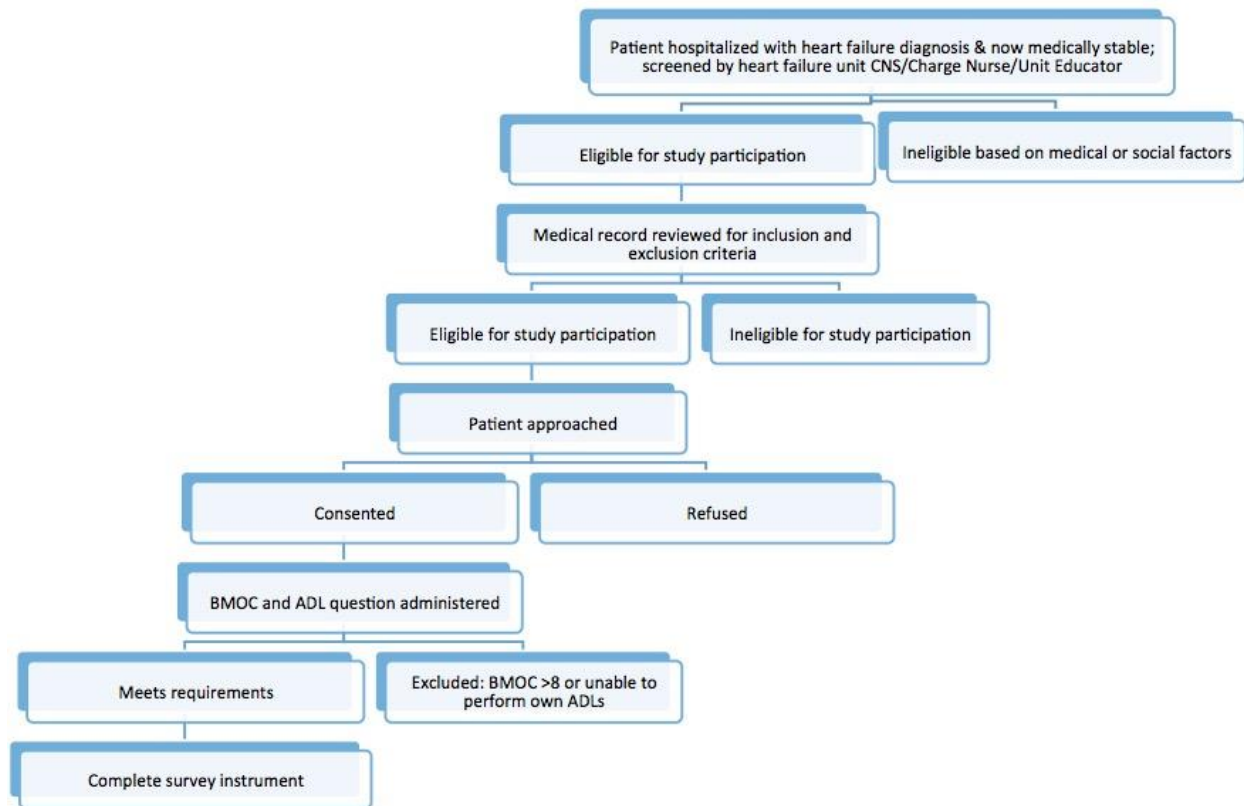 Patient hospitalized with heart failure diagnosis & now medically stable;
screened by heart failure unit CNS/Charge Nurse/Unit Educator
Eligible for study participation
Ineligible based on medical or social factors
Medical record reviewed for inclusion and
exclusion criteria
Eligible for study participation
Ineligible for study participation
Patient approached
Consented
Refused
BMOC and ADL question administered
Meets requirements
Excluded: BMOC >8 or unable to
perform own ADLs
Complete survey instrument